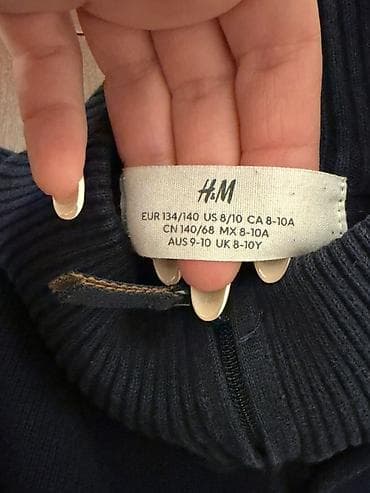 H&M
EUR 134/140 US 8/10 CA 8-10A
CN 140/68 MX 8-10A
AUS 9-10 UK 8-10Y